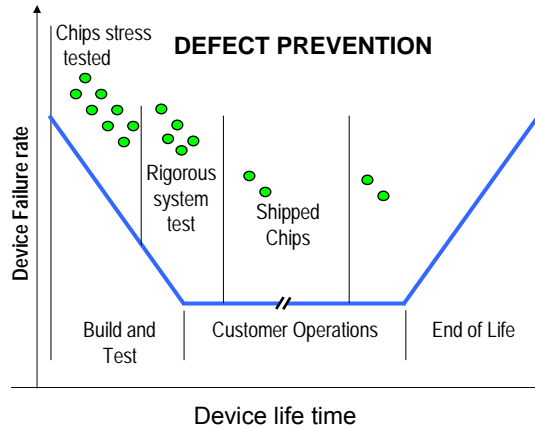 Chips stress
tested
DEFECT PREVENTION
Rigorous
system
test
Shipped
Chips
Device Failure rate
Build and
Test
Customer Operations
End of Life
Device life time